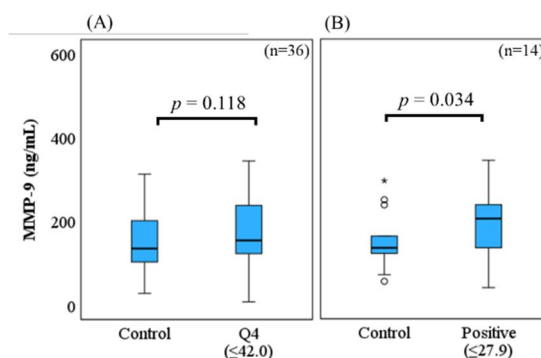 (A)
(B)
(n=36)
(n=14)
600
400
200
0
MMP-9 (ng/mL)
p = 0.118
p = 0.034
*
Control
Q4
(≤42.0)
Control
Positive
(≤27.9)